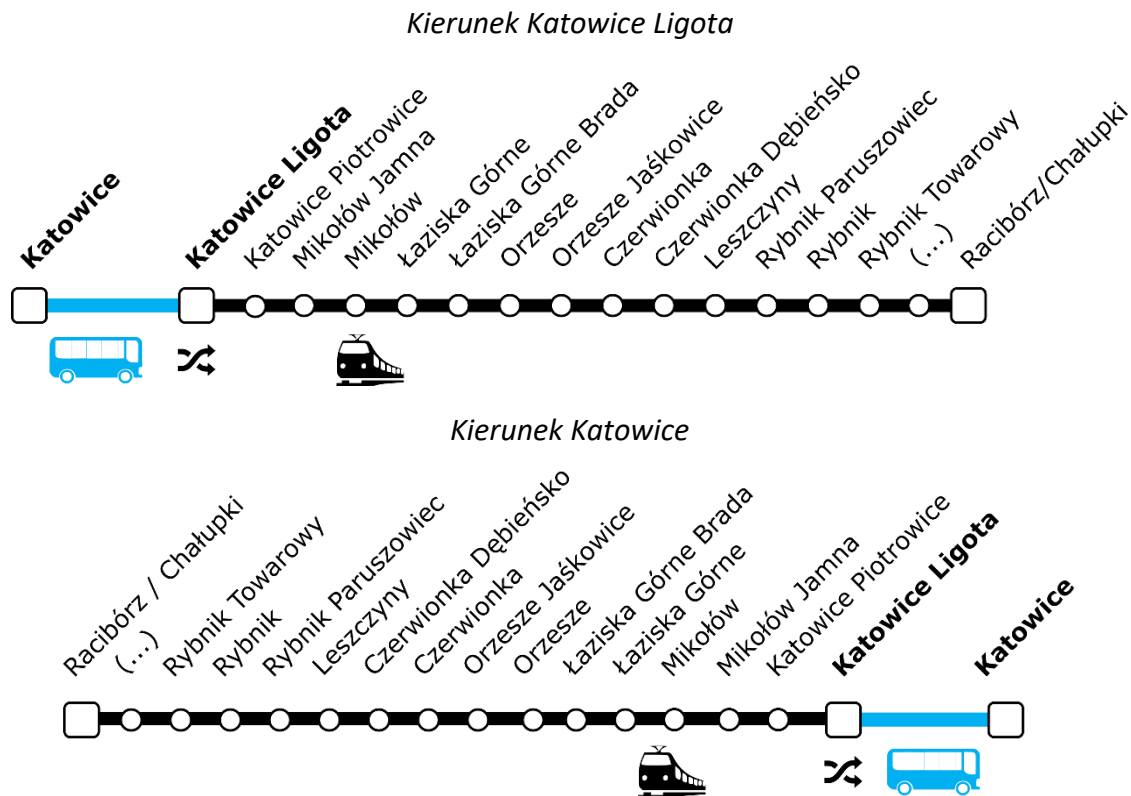 Kierunek Katowice Ligota
Katowice
Katowice Ligota
Katowice Piotrowice
Mikołów Jamna
Mikołów
Łaziska Górne
Łaziska Górne Brada
Orzesze
Orzesze Jaśkowice
Czerwionka
Czerwionka Dębieńsko
Leszczyny
Rybnik Paruszowiec
Rybnik
Rybnik Towarowy
(...)
Racibórz/Chałupki
Kierunek Katowice
Racibórz / Chałupki
(...)
Rybnik Towarowy
Rybnik
Rybnik Paruszowiec
Leszczyny
Czerwionka Dębieńsko
Czerwionka
Orzesze Jaśkowice
Orzesze
Łaziska Górne Brada
Łaziska Górne
Mikołów
Mikołów Jamna
Katowice Piotrowice
Katowice Ligota
Katowice